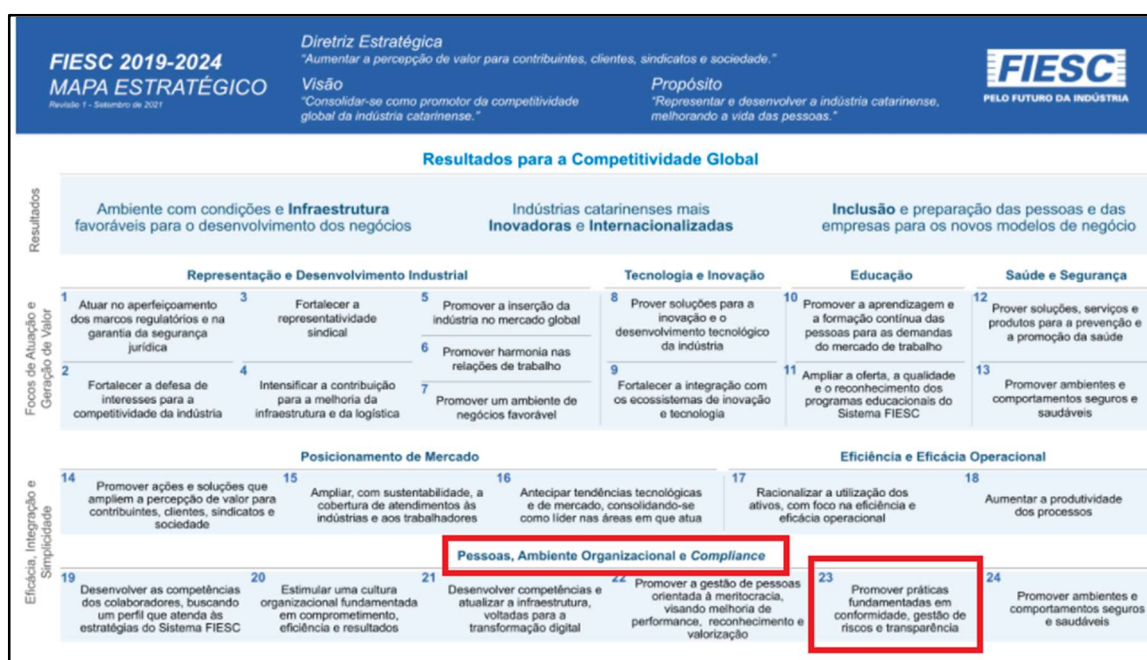 FIESC 2019-2024
MAPA ESTRATÉGICO
Revisão 1 - Setembro de 2021
Diretriz Estratégica
"Aumentar a percepção de valor para contribuintes, clientes, sindicatos e sociedade."
Visão
"Consolidar-se como promotor da competitividade
global da indústria catarinense."
Propósito
"Representar e desenvolver a indústria catarinense,
melhorando a vida das pessoas."
FIESC
PELO FUTURO DA INDÚSTRIA
Resultados para a Competitividade Global
Resultados
Ambiente com condições e Infraestrutura
favoráveis para o desenvolvimento dos negócios
Indústrias catarinenses mais
Inovadoras e Internacionalizadas
Inclusão e preparação das pessoas e das
empresas para os novos modelos de negócio
Focos de Atuação e
Geração de Valor
Representação e Desenvolvimento Industrial
1
Atuar no aperfeiçoamento
dos marcos regulatórios e na
garantia da segurança
jurídica
2
Fortalecer a defesa de
interesses para a
competitividade da indústria
3
Fortalecer a
representatividade
sindical
4
Intensificar a contribuição
para a melhoria da
infraestrutura e da logística
5
Promover a inserção da
indústria no mercado global
6
Promover harmonia nas
relações de trabalho
7
Promover um ambiente de
negócios favorável
Tecnologia e Inovação
8
Prover soluções para a
inovação e o
desenvolvimento tecnológico
da indústria
9
Fortalecer a integração com
os ecossistemas de inovação
e tecnologia
Educação
10
Promover a aprendizagem e
a formação contínua das
pessoas para as demandas
do mercado de trabalho
11
Ampliar a oferta, a qualidade
e o reconhecimento dos
programas educacionais do
Sistema FIESC
Saúde e Segurança
12
Prover soluções, serviços e
produtos para a prevenção e
a promoção da saúde
13
Promover ambientes e
comportamentos seguros e
saudáveis
Eficácia, Integração e
Simplicidade
Posicionamento de Mercado
14
Promover ações e soluções que
ampliem a percepção de valor para
contribuintes, clientes, sindicatos e
sociedade
15
Ampliar, com sustentabilidade, a
cobertura de atendimentos às
indústrias e aos trabalhadores
16
Antecipar tendências tecnológicas
e de mercado, consolidando-se
como líder nas áreas em que atua
Eficiência e Eficácia Operacional
17
Racionalizar a utilização dos
ativos, com foco na eficiência e
eficácia operacional
18
Aumentar a produtividade
dos processos
Pessoas, Ambiente Organizacional e Compliance
19
Desenvolver as competências
dos colaboradores, buscando
um perfil que atenda às
estratégias do Sistema FIESC
20
Estimular uma cultura
organizacional fundamentada
em comprometimento,
eficiência e resultados
21
Desenvolver competências e
atualizar a infraestrutura,
voltadas para a
transformação digital
22
Promover a gestão de pessoas
orientada à meritocracia,
visando melhoria de
performance, reconhecimento e
valorização
23
Promover práticas
fundamentadas em
conformidade, gestão de
riscos e transparência
24
Promover ambientes e
comportamentos seguros
e saudáveis